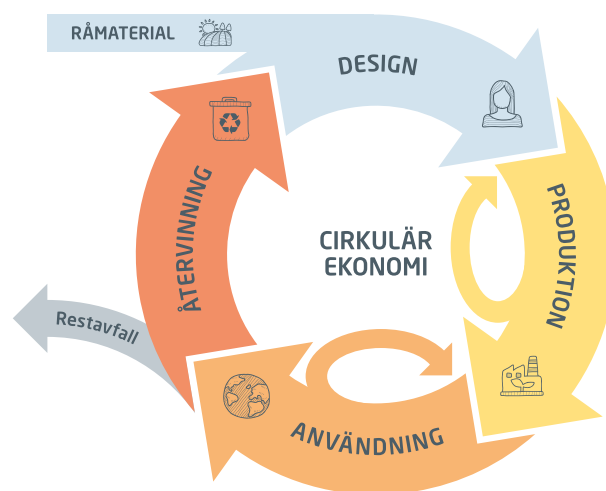 RÅMATERIAL
DESIGN
PRODUKTION
CIRKULÄR
EKONOMI
ÅTERVINNING
Restavfall
ANVÄNDNING